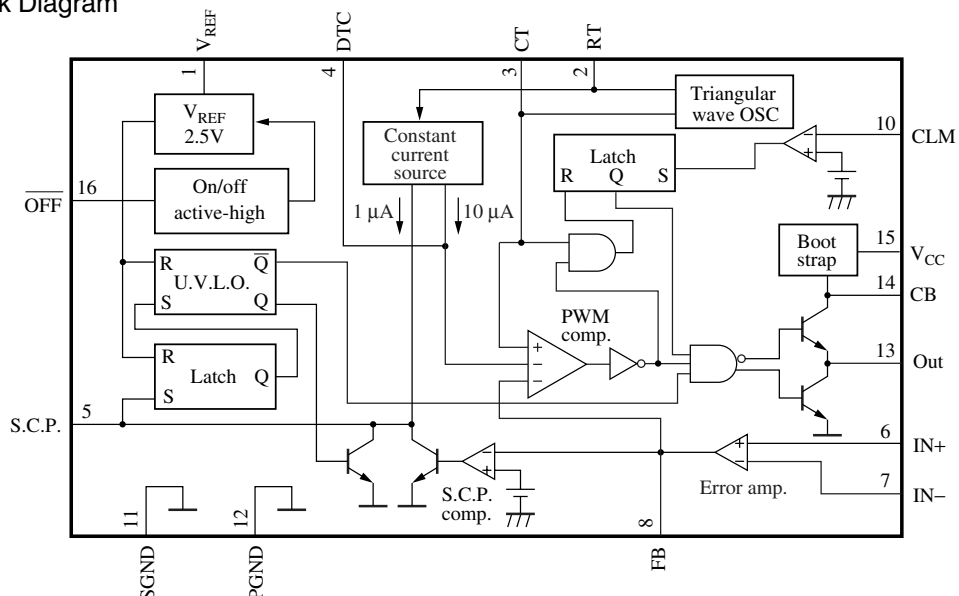 k Diagram
VREF
DTC
CT
RT
1
4
3
2
VREF
2.5V
Constant
current
source
Triangular
wave OSC
10
CLM
Latch
R
Q
S
16
OFF
On/off
active-high
1 μA
10 μA
Boot
strap
15
VCC
14
CB
R
Q
U.V.L.O.
S
Q
PWM
comp.
13
Out
R
Latch
Q
S
5
S.C.P.
6
IN+
7
IN−
Error amp.
S.C.P.
comp.
11
12
8
SGND
PGND
FB